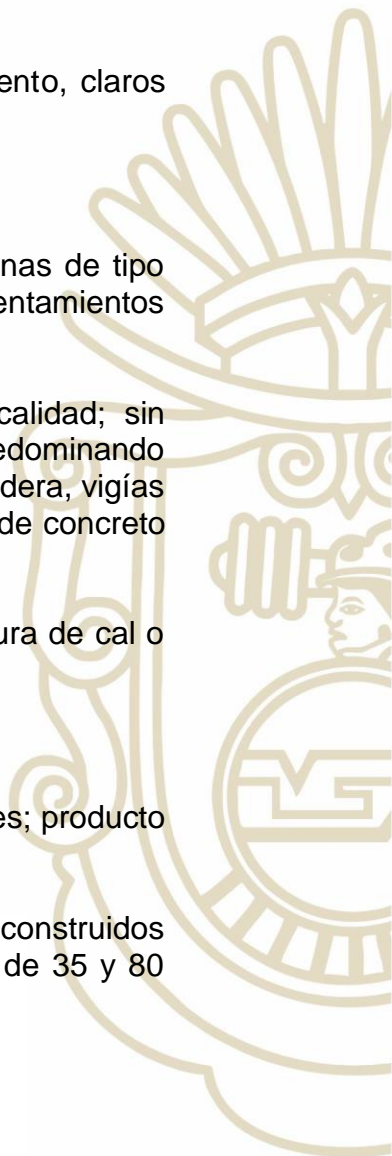 ento, claros
nas de tipo
entamientos
calidad; sin
edominando
dera, vigías
de concreto
ura de cal o
es; producto
construidos
de 35 y 80